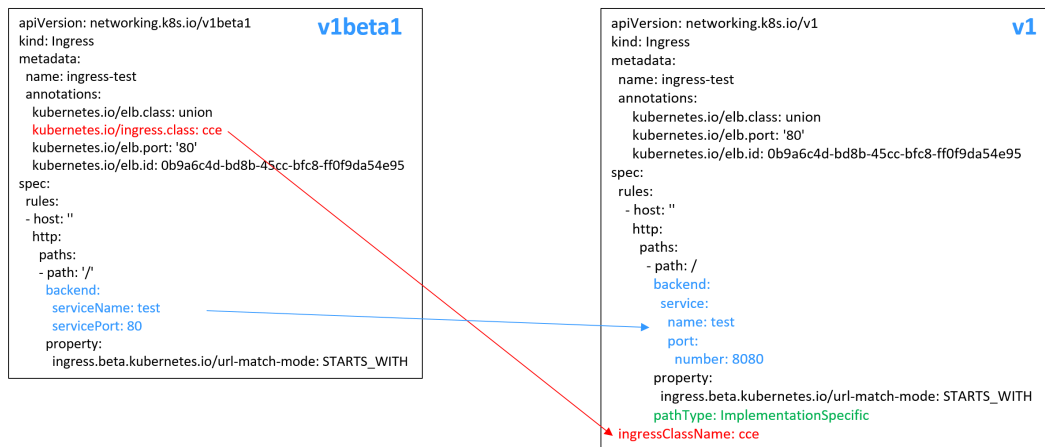 v1beta1
apiVersion: networking.k8s.io/v1beta1
kind: Ingress
metadata:
  name: ingress-test
  annotations:
    kubernetes.io/elb.class: union
    kubernetes.io/ingress.class: cce
    kubernetes.io/elb.port: '80'
    kubernetes.io/elb.id: 0b9a6c4d-bd8b-45cc-bfc8-ff0f9da54e95
spec:
  rules:
  - host: ''
    http:
      paths:
      - path: '/'
        backend:
          serviceName: test
          servicePort: 80
        property:
          ingress.beta.kubernetes.io/url-match-mode: STARTS_WITH
v1
apiVersion: networking.k8s.io/v1
kind: Ingress
metadata:
  name: ingress-test
  annotations:
    kubernetes.io/elb.class: union
    kubernetes.io/elb.port: '80'
    kubernetes.io/elb.id: 0b9a6c4d-bd8b-45cc-bfc8-ff0f9da54e95
spec:
  rules:
    - host: ''
      http:
        paths:
          - path: /
            backend:
              service:
                name: test
                port:
                  number: 8080
            property:
              ingress.beta.kubernetes.io/url-match-mode: STARTS_WITH
            pathType: ImplementationSpecific
  ingressClassName: cce